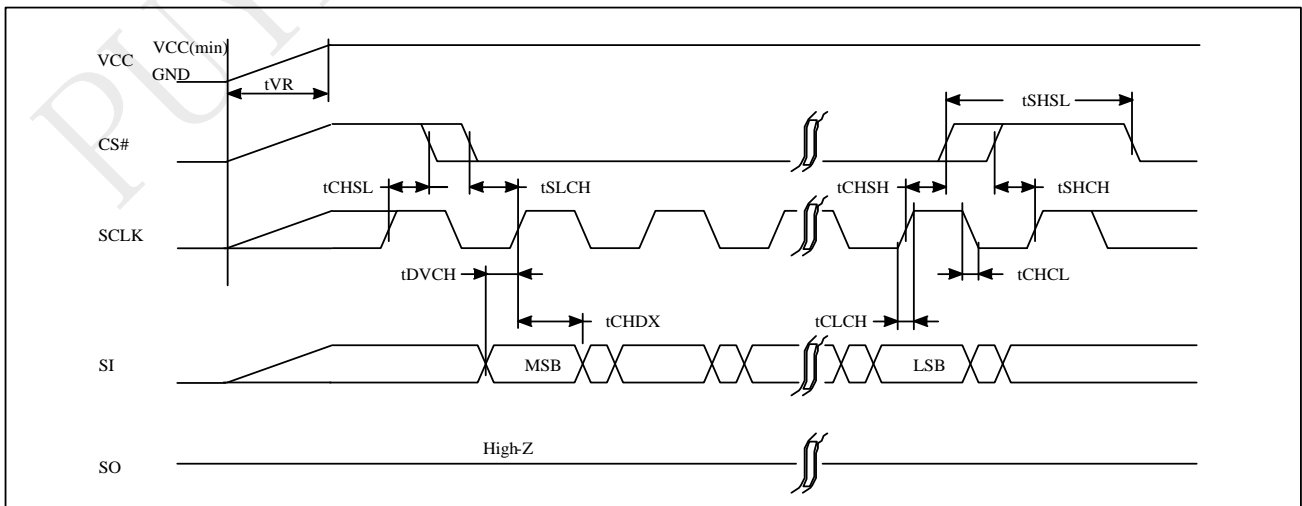 PUY
VCC
VCC(min)
GND
tVR
tSHSL
CS#
tCHSL
tSLCH
tCHSH
tSHCH
SCLK
tDVCH
tCHCL
tCHDX
tCLCH
SI
MSB
LSB
High-Z
SO